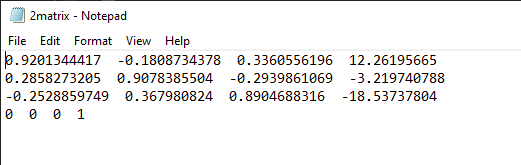 2matrix - Notepad
File Edit Format View Help
0.9201344417 -0.1808734378 0.3360556196 12.26195665
0.2858273205 0.9078385504 -0.2939861069 -3.219740788
-0.2528859749 0.367980824 0.8904688316 -18.53737804
0 0 0 1